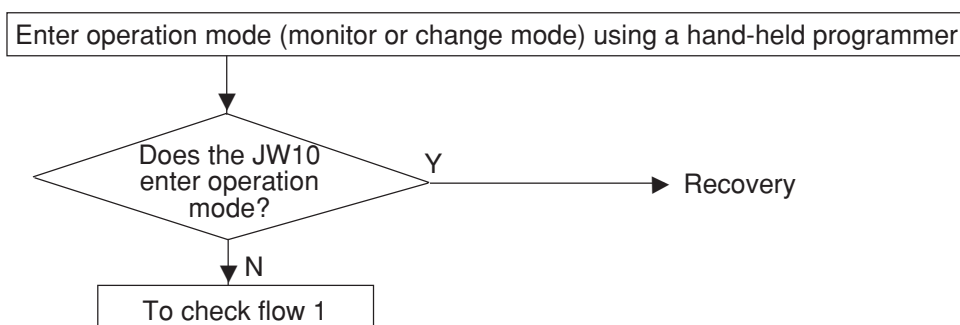 Enter operation mode (monitor or change mode) using a hand-held programmer
Does the JW10
enter operation
mode?
Y
Recovery
N
To check flow 1